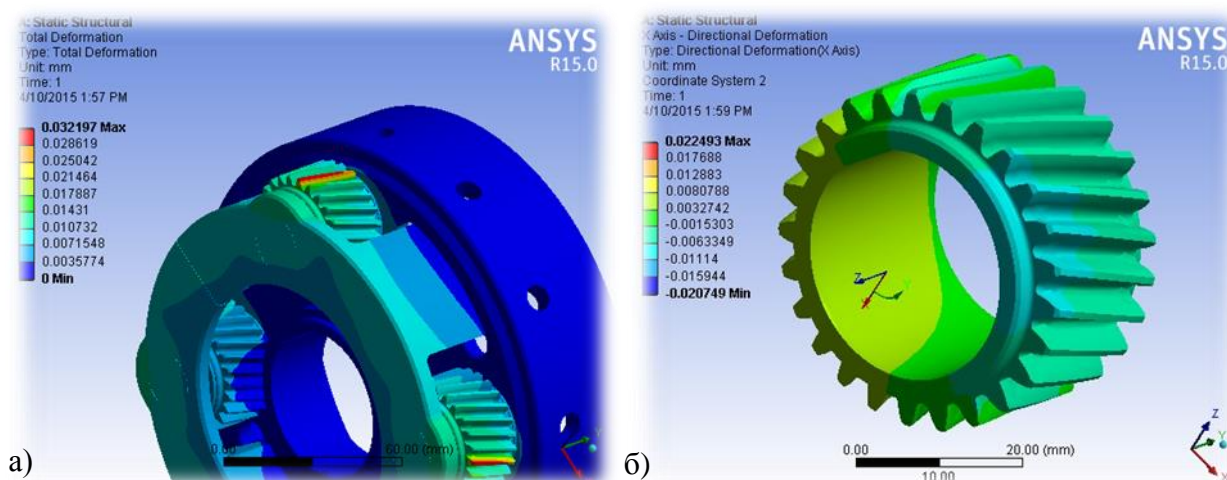 A: Static Structural
Total Deformation
Type: Total Deformation
Unit: mm
Time: 1
4/10/2015 1:57 PM
ANSYS
R15.0
0.032197 Max
0.028619
0.025042
0.021464
0.017887
0.01431
0.010732
0.0071548
0.0035774
0 Min
0.00
60.00 (mm)
а)
A: Static Structural
X Axis - Directional Deformation
Type: Directional Deformation(X Axis)
Unit: mm
Coordinate System 2
Time: 1
4/10/2015 1:59 PM
ANSYS
R15.0
0.022493 Max
0.017688
0.012883
0.0080788
0.0032742
-0.0015303
-0.0063349
-0.01114
-0.015944
-0.020749 Min
Z
Y
X
0.00
20.00 (mm)
10.00
Z
Y
X
б)